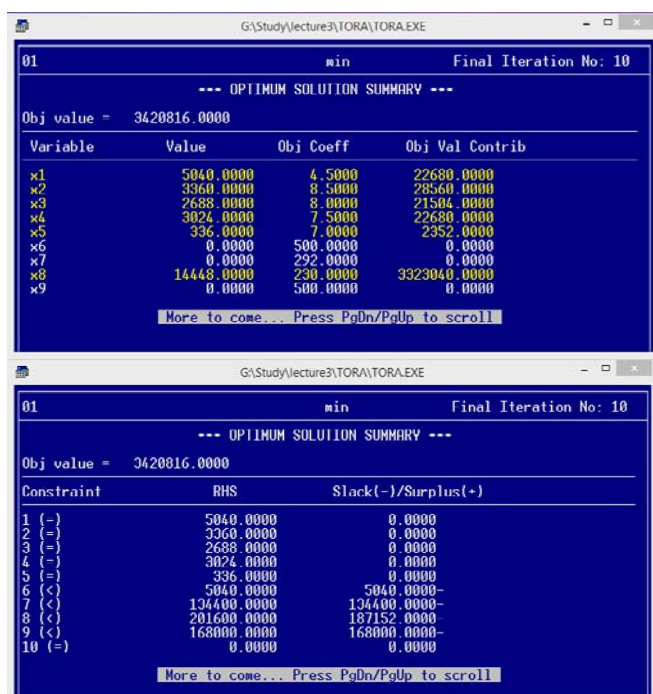 G:\Study\lecture3\TORA\TORA.EXE
01 min Final Iteration No: 10
--- OPTIMUM SOLUTION SUMMARY ---
Obj value = 3420816.0000
Variable Value Obj Coeff Obj Val Contrib
x1 5040.0000 4.5000 22680.0000
x2 3360.0000 8.5000 28560.0000
x3 2688.0000 8.0000 21504.0000
x4 3024.0000 7.5000 22680.0000
x5 336.0000 7.0000 2352.0000
x6 0.0000 500.0000 0.0000
x7 0.0000 292.0000 0.0000
x8 14448.0000 230.0000 3323040.0000
x9 0.0000 500.0000 0.0000
More to come... Press PgDn/PgUp to scroll
G:\Study\lecture3\TORA\TORA.EXE
01 min Final Iteration No: 10
--- OPTIMUM SOLUTION SUMMARY ---
Obj value = 3420816.0000
Constraint RHS Slack(-)/Surplus(+)
1 (=) 5040.0000 0.0000
2 (=) 3360.0000 0.0000
3 (=) 2688.0000 0.0000
4 (=) 3024.0000 0.0000
5 (=) 336.0000 0.0000
6 (<) 5040.0000 5040.0000-
7 (<) 134400.0000 134400.0000-
8 (<) 201600.0000 187152.0000-
9 (<) 168000.0000 168000.0000-
10 (=) 0.0000 0.0000
More to come... Press PgDn/PgUp to scroll